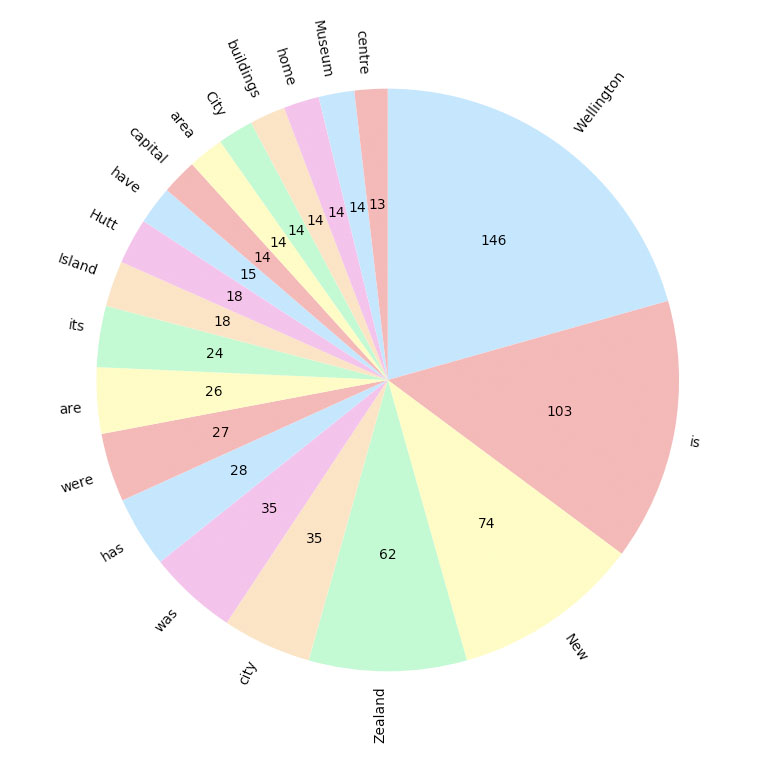 Wellington
146
is
103
New
74
Zealand
62
city
35
was
35
has
28
were
27
are
26
its
24
Island
18
Hutt
18
have
15
capital
14
area
14
City
14
buildings
14
home
14
Museum
14
centre
13